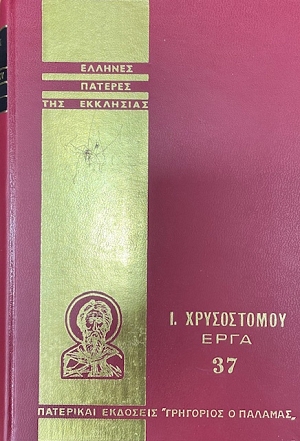 ΕΛΛΗΝΕΣ
ΠΑΤΕΡΕΣ
ΤΗΣ ΕΚΚΛΗΣΙΑΣ
Ι. ΧΡΥΣΟΣΤΟΜΟΥ
ΕΡΓΑ
37
ΠΑΤΕΡΙΚΑΙ ΕΚΔΟΣΕΙΣ "ΓΡΗΓΟΡΙΟΣ Ο ΠΑΛΑΜΑΣ"